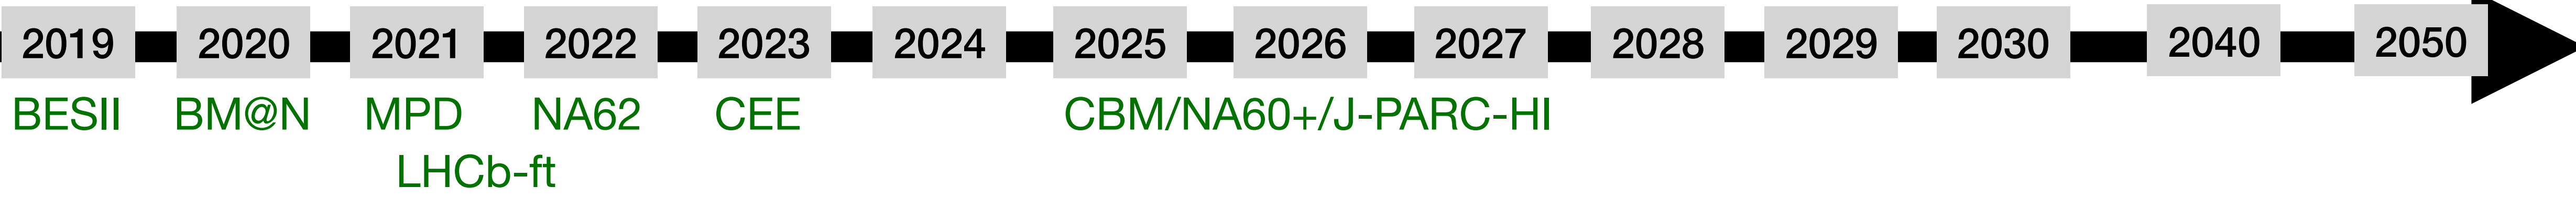 2019 2020 2021 2022 2023 2024 2025 2026 2027 2028 2029 2030 2040 2050
BESII BM@N MPD NA62 CEE CBM/NA60+/J-PARC-HI
LHCb-ft